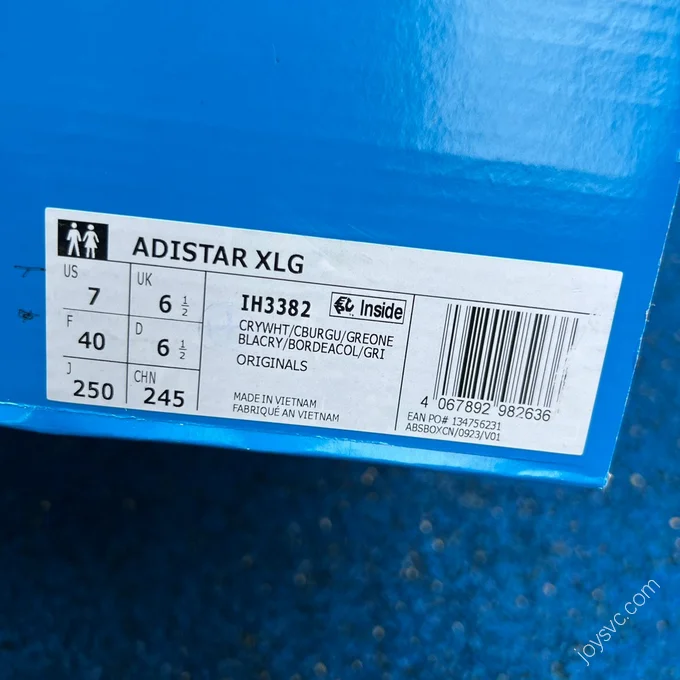 ADISTAR XLG
US 7 UK 6 1/2
F 40 D 6 1/2
J 250 CHN 245
IH3382 Inside
CRYWHT/CBURGU/GREONE
BLACRY/BORDEACOL/GRI
ORIGINALS
MADE IN VIETNAM
FABRIQUÉ AN VIETNAM
4 067892 982636
EAN PO# 134756231
ABSBOXCN/0923/V01
joysvc.com